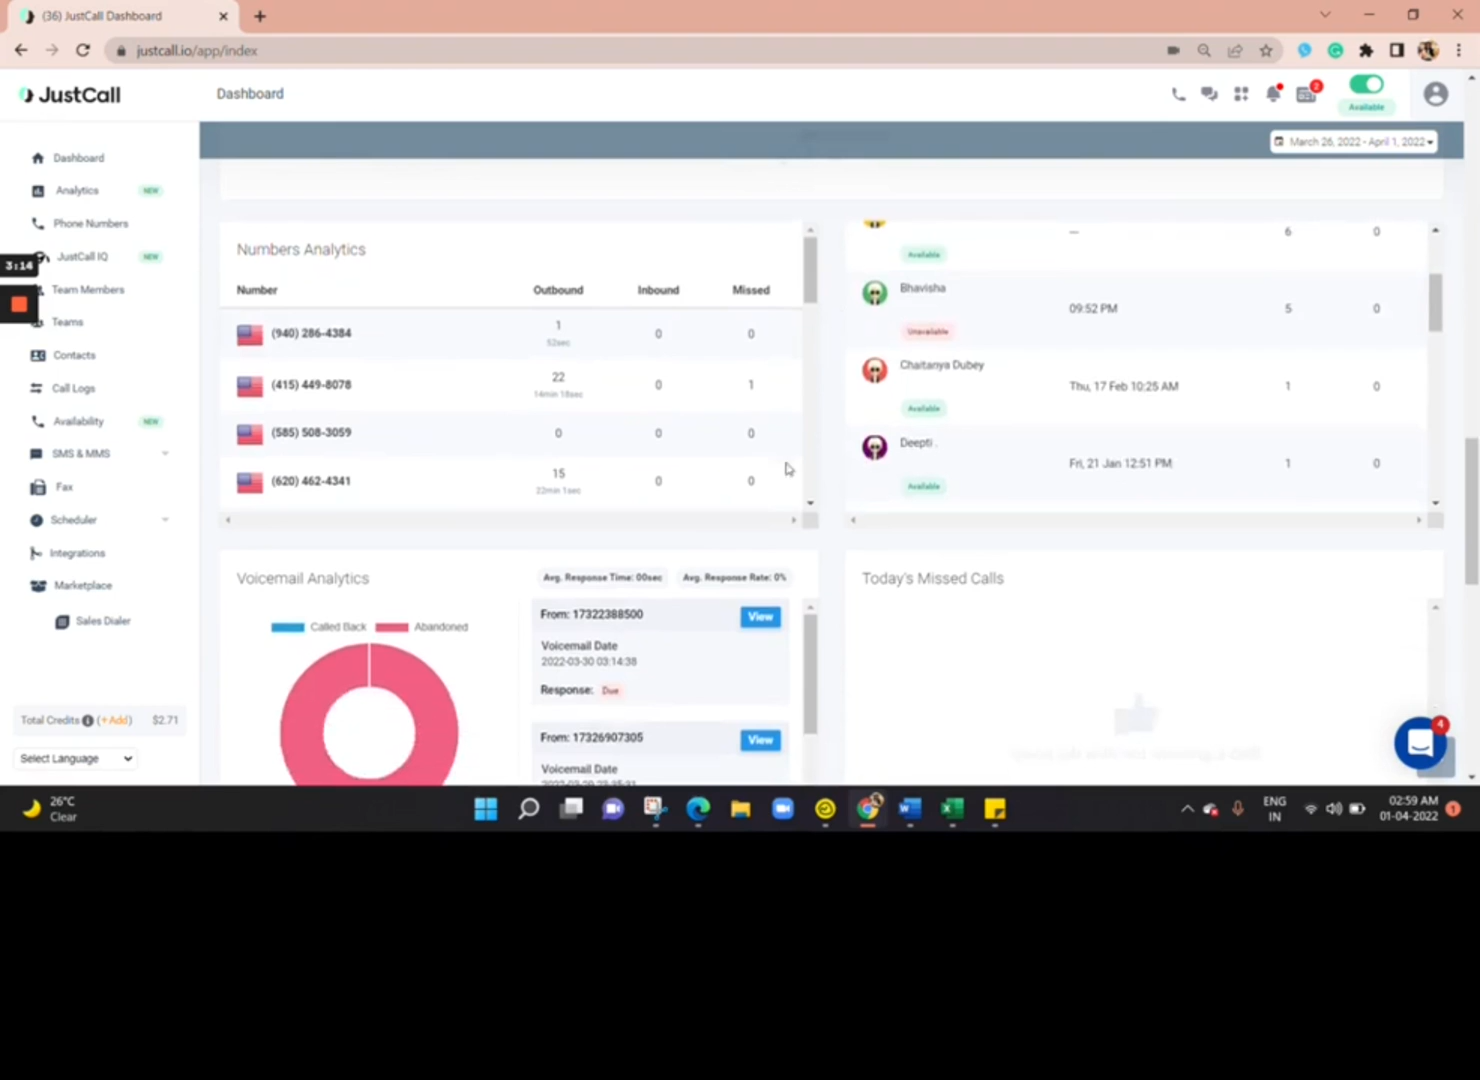 (36) JustCall Dashboard
justcall.io/app/index
JustCall
Dashboard
2
Available
March 26, 2022 - April 1, 2022
Dashboard
Analytics NEW
Phone Numbers
JustCall IQ NEW
3:14
Team Members
Teams
Contacts
Call Logs
Availability NEW
SMS & MMS
Fax
Scheduler
Integrations
Marketplace
Sales Dialer
Total Credits (+Add) $2.71
Select Language
Numbers Analytics
Number Outbound Inbound Missed
(940) 286-4384 1 0 0
52sec
(415) 449-8078 22 0 1
14min 18sec
(585) 508-3059 0 0 0
(620) 462-4341 15 0 0
22min 1sec
— 6 0
Available
Bhavisha
09:52 PM 5 0
Unavailable
Chaitanya Dubey
Thu, 17 Feb 10:25 AM 1 0
Available
Deepti .
Fri, 21 Jan 12:51 PM 1 0
Available
Voicemail Analytics
Avg. Response Time: 00sec Avg. Response Rate: 0%
Called Back Abandoned
From: 17322388500 View
Voicemail Date
2022-03-30 03:14:38
Response: Due
From: 17326907305 View
Voicemail Date
Today's Missed Calls
4
26°C
Clear
ENG
IN
02:59 AM
01-04-2022
1